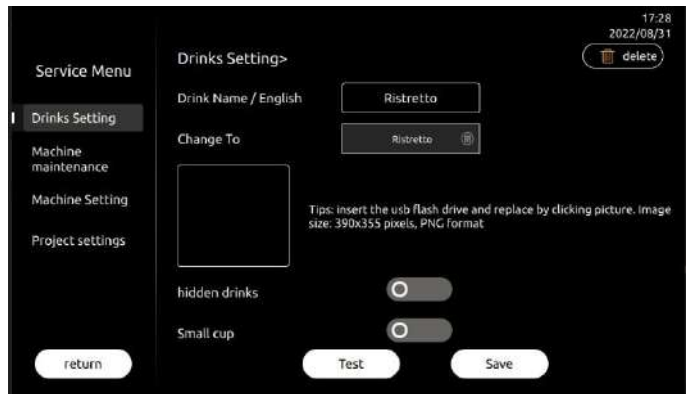 17:28
2022/08/31
Service Menu
Drinks Setting>
delete
Drink Name / English
Ristretto
Drinks Setting
Change To
Ristretto
Machine
maintenance
Machine Setting
Tips: insert the usb flash drive and replace by clicking picture. Image
size: 390x355 pixels, PNG format
Project settings
hidden drinks
Small cup
return
Test
Save